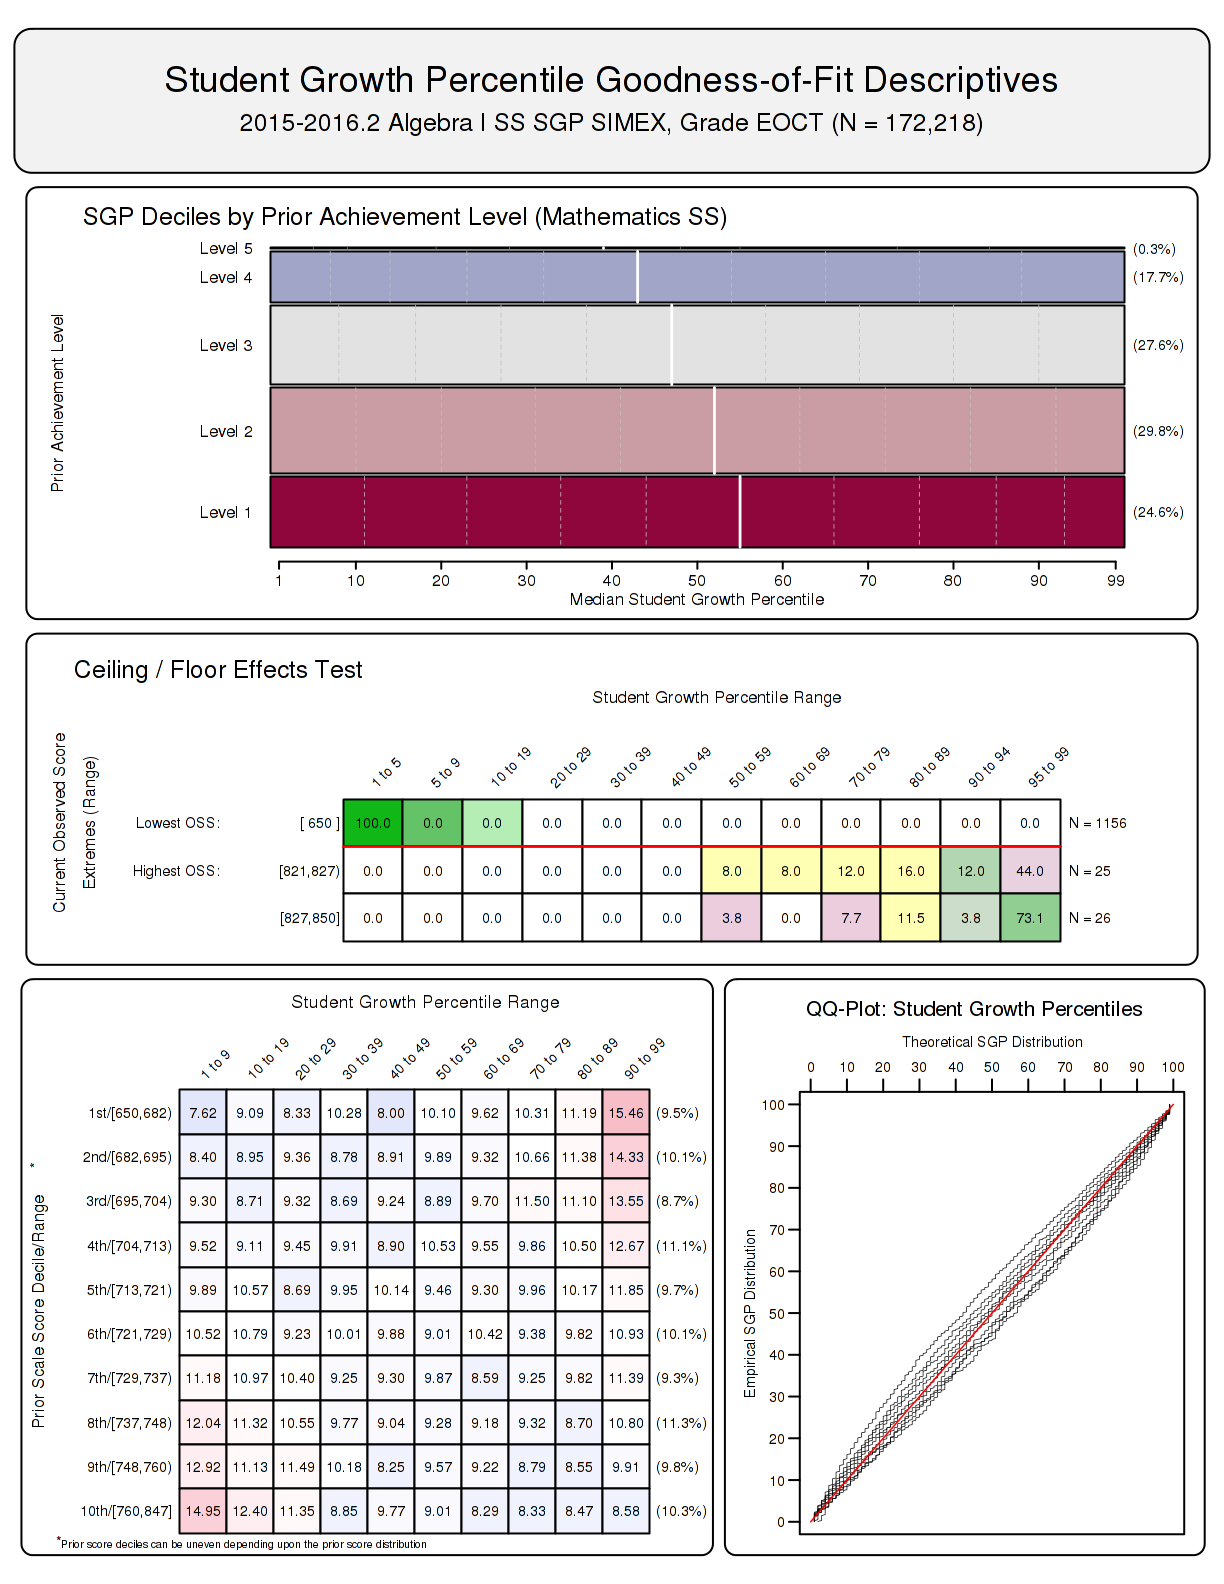 Student Growth Percentile Goodness-of-Fit Descriptives
2015-2016.2 Algebra I SS SGP SIMEX, Grade EOCT (N = 172,218)
SGP Deciles by Prior Achievement Level (Mathematics SS)
Prior Achievement Level
Level 5 (0.3%)
Level 4 (17.7%)
Level 3 (27.6%)
Level 2 (29.8%)
Level 1 (24.6%)
1 10 20 30 40 50 60 70 80 90 99
Median Student Growth Percentile
Ceiling / Floor Effects Test
Student Growth Percentile Range
Current Observed Score
Extremes (Range)
1 to 5 5 to 9 10 to 19 20 to 29 30 to 39 40 to 49 50 to 59 60 to 69 70 to 79 80 to 89 90 to 94 95 to 99
Lowest OSS: [ 650 ] 100.0 0.0 0.0 0.0 0.0 0.0 0.0 0.0 0.0 0.0 0.0 0.0 N = 1156
Highest OSS: [821,827) 0.0 0.0 0.0 0.0 0.0 0.0 8.0 8.0 12.0 16.0 12.0 44.0 N = 25
[827,850] 0.0 0.0 0.0 0.0 0.0 0.0 3.8 0.0 7.7 11.5 3.8 73.1 N = 26
Student Growth Percentile Range
Prior Scale Score Decile/Range *
1 to 9 10 to 19 20 to 29 30 to 39 40 to 49 50 to 59 60 to 69 70 to 79 80 to 89 90 to 99
1st/[650,682) 7.62 9.09 8.33 10.28 8.00 10.10 9.62 10.31 11.19 15.46 (9.5%)
2nd/[682,695) 8.40 8.95 9.36 8.78 8.91 9.89 9.32 10.66 11.38 14.33 (10.1%)
3rd/[695,704) 9.30 8.71 9.32 8.69 9.24 8.89 9.70 11.50 11.10 13.55 (8.7%)
4th/[704,713) 9.52 9.11 9.45 9.91 8.90 10.53 9.55 9.86 10.50 12.67 (11.1%)
5th/[713,721) 9.89 10.57 8.69 9.95 10.14 9.46 9.30 9.96 10.17 11.85 (9.7%)
6th/[721,729) 10.52 10.79 9.23 10.01 9.88 9.01 10.42 9.38 9.82 10.93 (10.1%)
7th/[729,737) 11.18 10.97 10.40 9.25 9.30 9.87 8.59 9.25 9.82 11.39 (9.3%)
8th/[737,748) 12.04 11.32 10.55 9.77 9.04 9.28 9.18 9.32 8.70 10.80 (11.3%)
9th/[748,760) 12.92 11.13 11.49 10.18 8.25 9.57 9.22 8.79 8.55 9.91 (9.8%)
10th/[760,847] 14.95 12.40 11.35 8.85 9.77 9.01 8.29 8.33 8.47 8.58 (10.3%)
*Prior score deciles can be uneven depending upon the prior score distribution
QQ-Plot: Student Growth Percentiles
Theoretical SGP Distribution
0 10 20 30 40 50 60 70 80 90 100
Empirical SGP Distribution
100
90
80
70
60
50
40
30
20
10
0